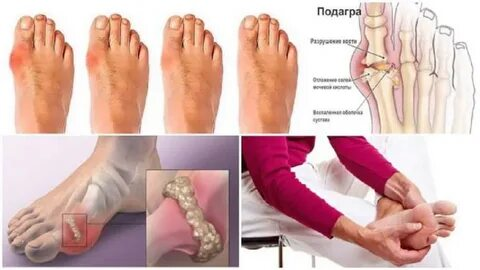 Подагра
Разрушение кости
Отложение солей
мочевой кислоты
Воспаленная оболочка
сустава